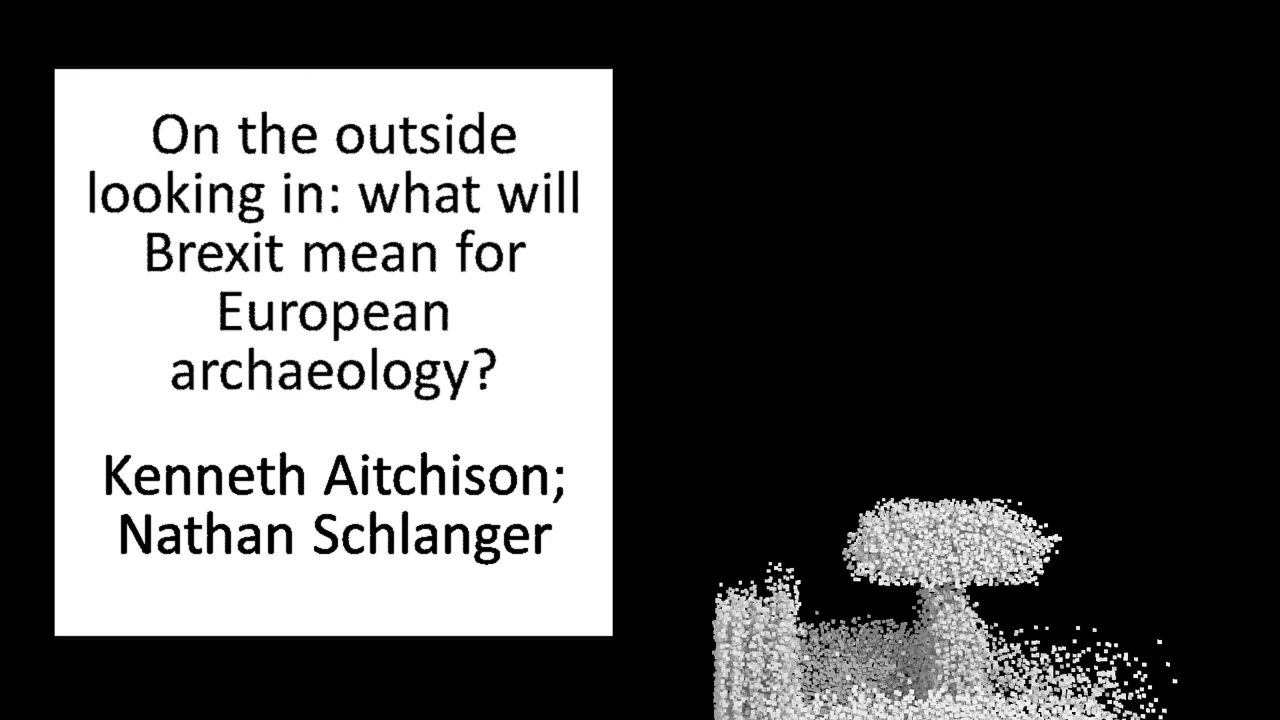 On the outside
looking in: what will
Brexit mean for
European
archaeology?
Kenneth Aitchison;
Nathan Schlanger